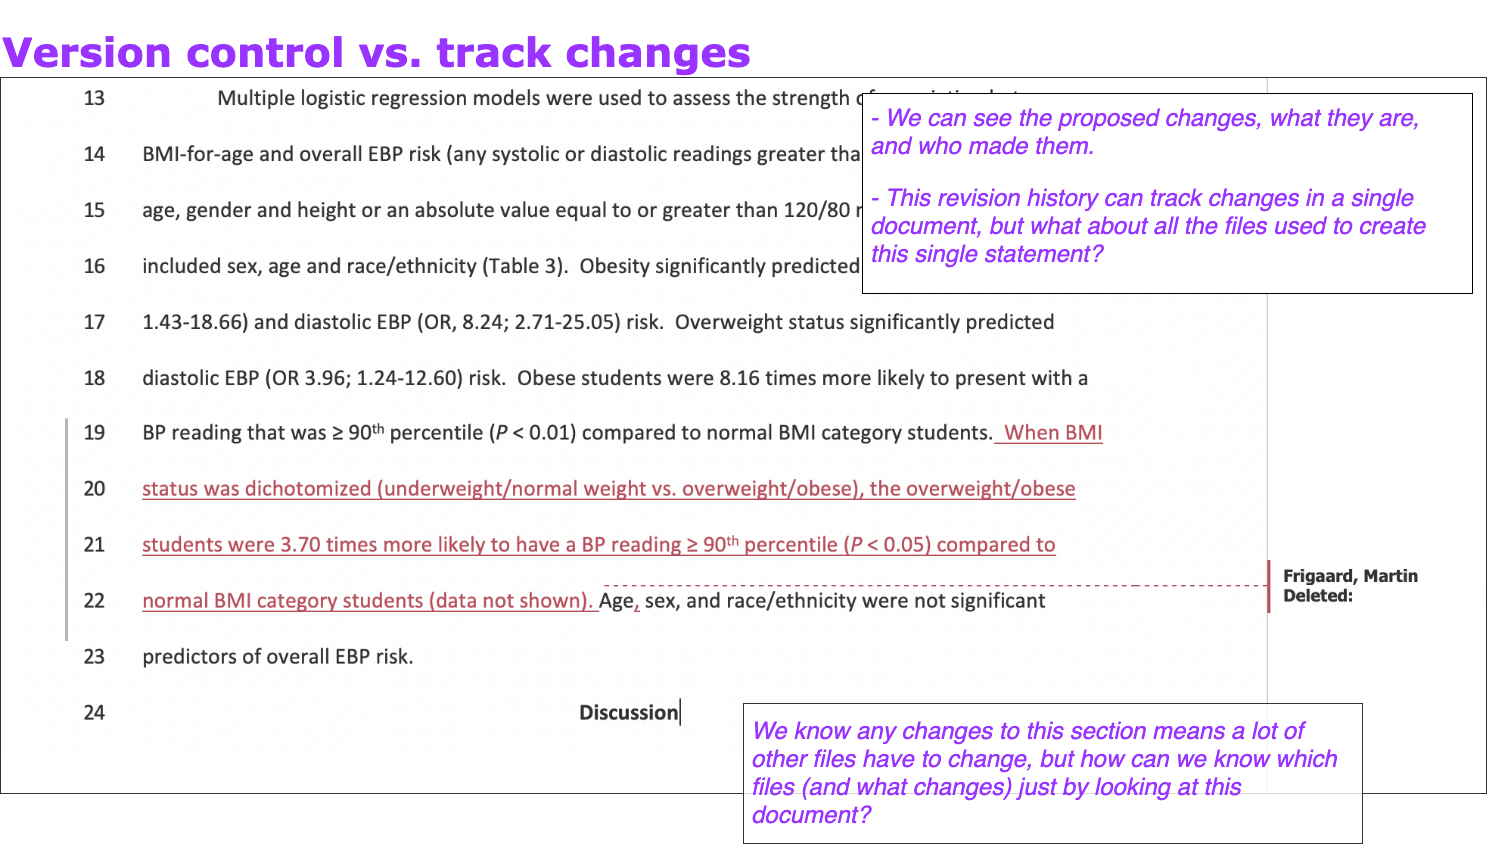 Version control vs. track changes
13 Multiple logistic regression models were used to assess the strength
- We can see the proposed changes, what they are,
and who made them.
14 BMI-for-age and overall EBP risk (any systolic or diastolic readings greater tha
15 age, gender and height or an absolute value equal to or greater than 120/80
- This revision history can track changes in a single
document, but what about all the files used to create
this single statement?
16 included sex, age and race/ethnicity (Table 3). Obesity significantly predicted
17 1.43-18.66) and diastolic EBP (OR, 8.24; 2.71-25.05) risk. Overweight status significantly predicted
18 diastolic EBP (OR 3.96; 1.24-12.60) risk. Obese students were 8.16 times more likely to present with a
19 BP reading that was ≥ 90th percentile (P < 0.01) compared to normal BMI category students. When BMI
20 status was dichotomized (underweight/normal weight vs. overweight/obese), the overweight/obese
21 students were 3.70 times more likely to have a BP reading ≥ 90th percentile (P < 0.05) compared to
22 normal BMI category students (data not shown). Age, sex, and race/ethnicity were not significant
Frigaard, Martin
Deleted:
23 predictors of overall EBP risk.
24 Discussion
We know any changes to this section means a lot of
other files have to change, but how can we know which
files (and what changes) just by looking at this
document?